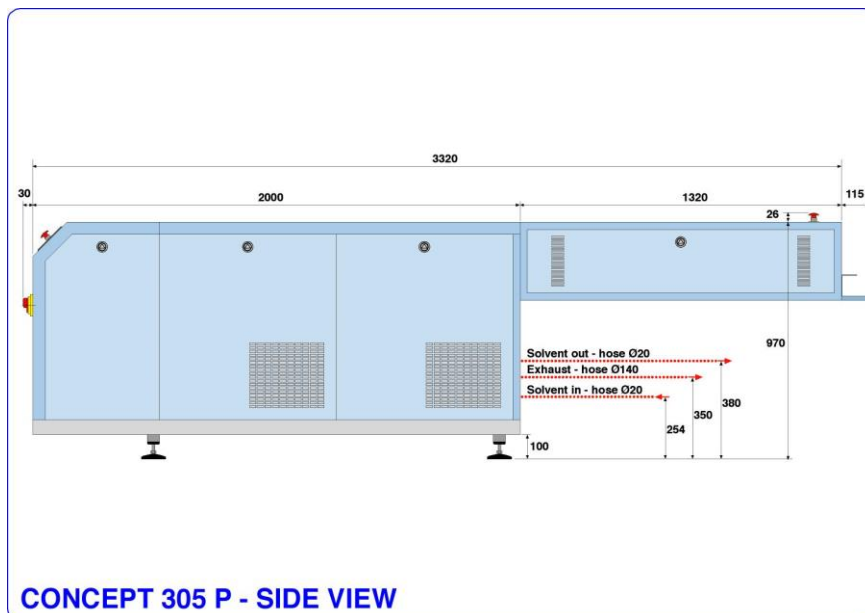 3320
30
2000
1320
115
26
970
Solvent out - hose Ø20
Exhaust - hose Ø140
Solvent in - hose Ø20
380
350
254
100
CONCEPT 305 P - SIDE VIEW